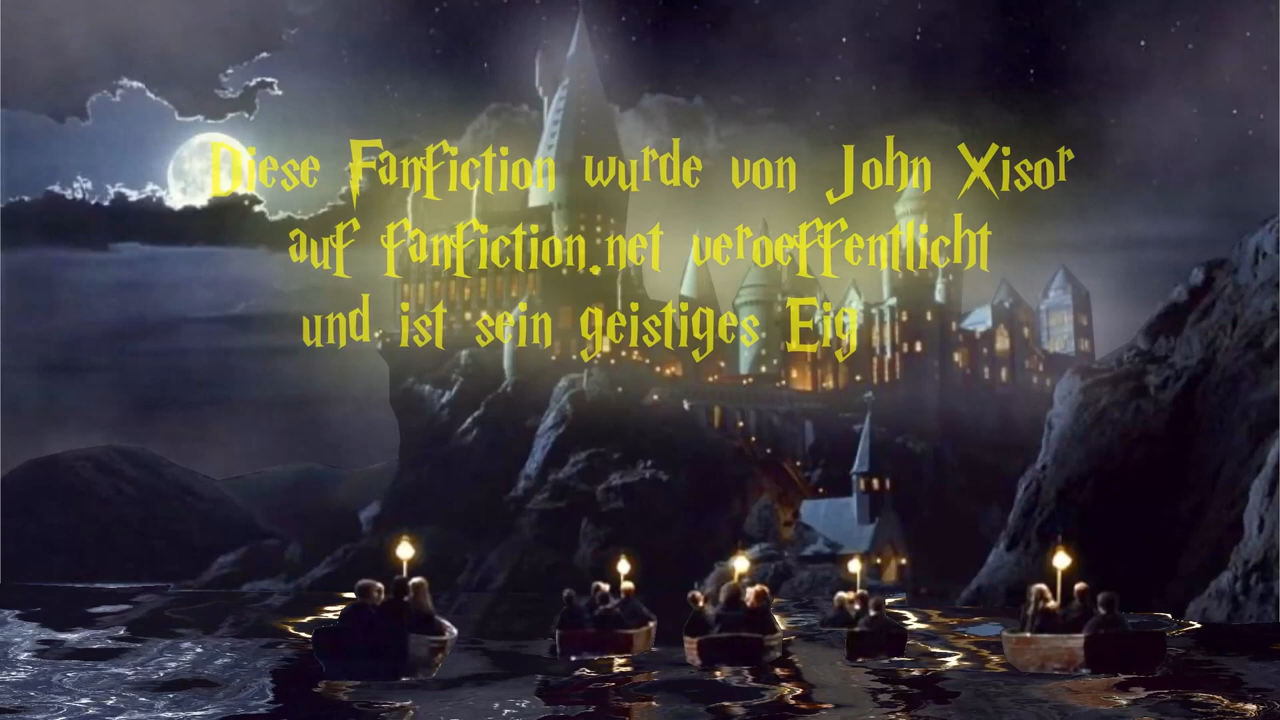 Diese Fanfiction wurde von John Xisor
auf fanfiction.net veroeffentlicht
und ist sein geistiges Eig